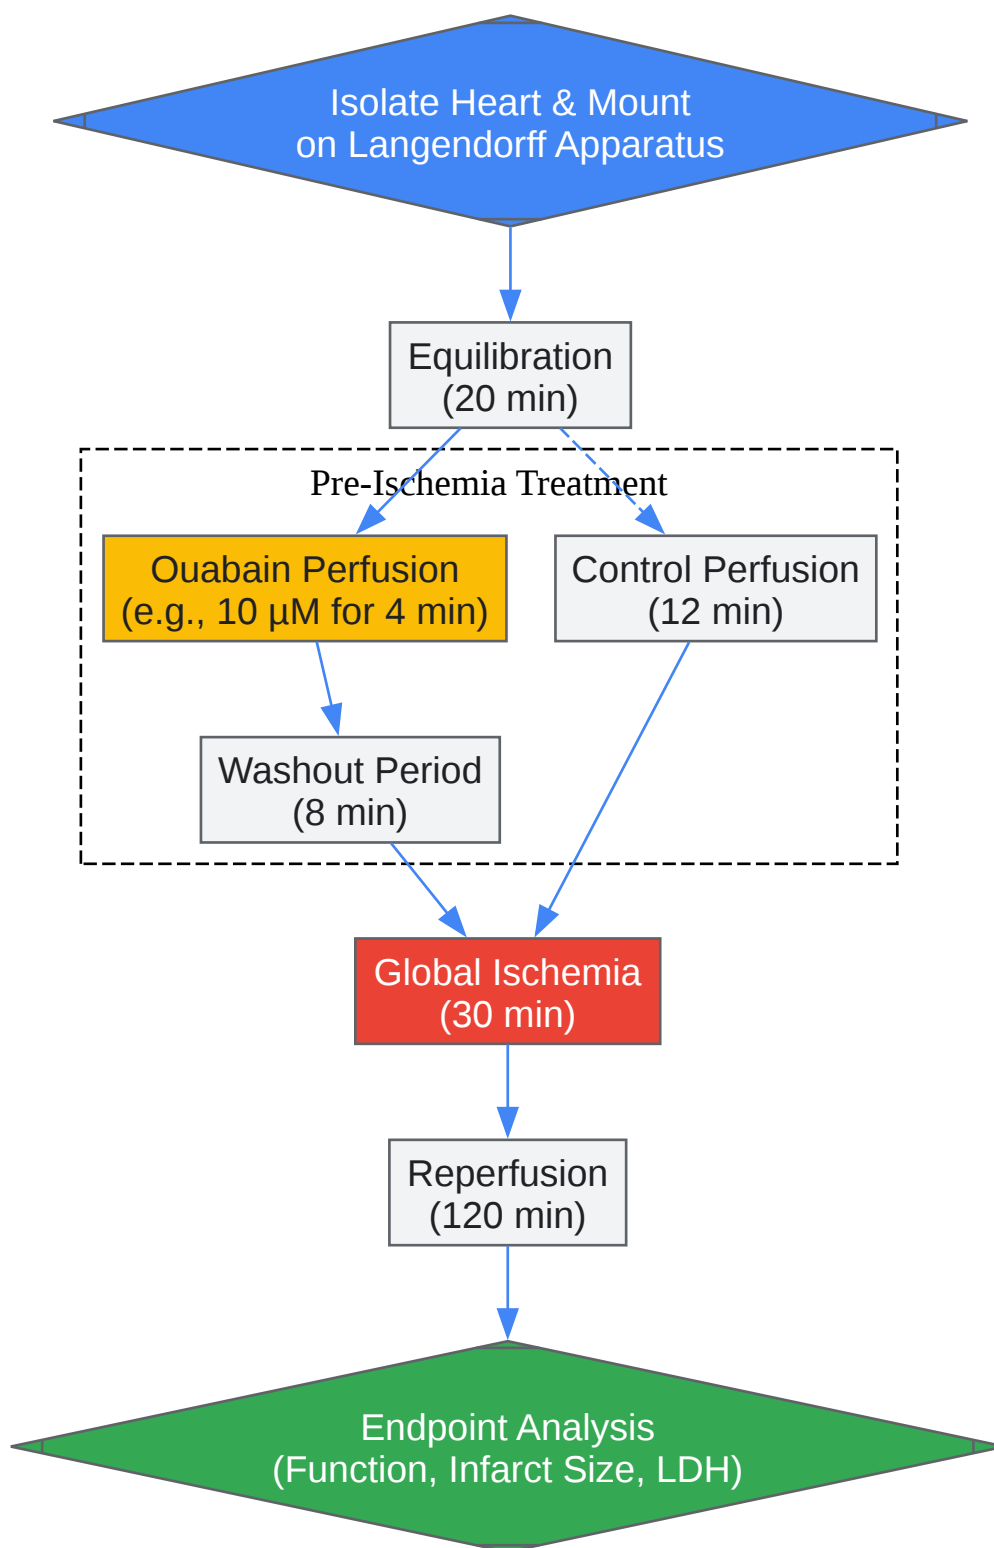 Isolate Heart & Mount
on Langendorff Apparatus
Equilibration
(20 min)
Pre-Ischemia Treatment
Ouabain Perfusion
(e.g., 10 µM for 4 min)
Control Perfusion
(12 min)
Washout Period
(8 min)
Global Ischemia
(30 min)
Reperfusion
(120 min)
Endpoint Analysis
(Function, Infarct Size, LDH)